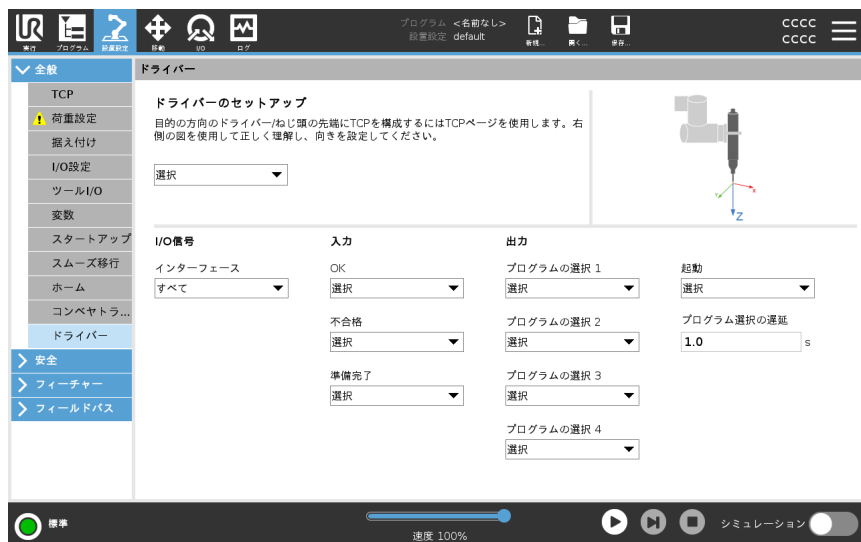 プログラム <名前なし>
設置設定 default
CCCC
CCCC
実行
プログラム
設置設定
移動
I/O
ログ
新規...
開く...
保存...
全般
TCP
荷重設定
据え付け
I/O設定
ツールI/O
変数
スタートアップ
スムーズ移行
ホーム
コンベヤトラ...
ドライバー
安全
フィーチャー
フィールドバス
ドライバー
ドライバーのセットアップ
目的の方向のドライバー/ねじ頭の先端にTCPを構成するにはTCPページを使用します。右
側の図を使用して正しく理解し、向きを設定してください。
選択
Y
X
Z
I/O信号
インターフェース
すべて
入力
OK
選択
不合格
選択
準備完了
選択
出力
プログラムの選択 1
選択
プログラムの選択 2
選択
プログラムの選択 3
選択
プログラムの選択 4
選択
起動
選択
プログラム選択の遅延
1.0 s
標準
速度 100%
シミュレーション